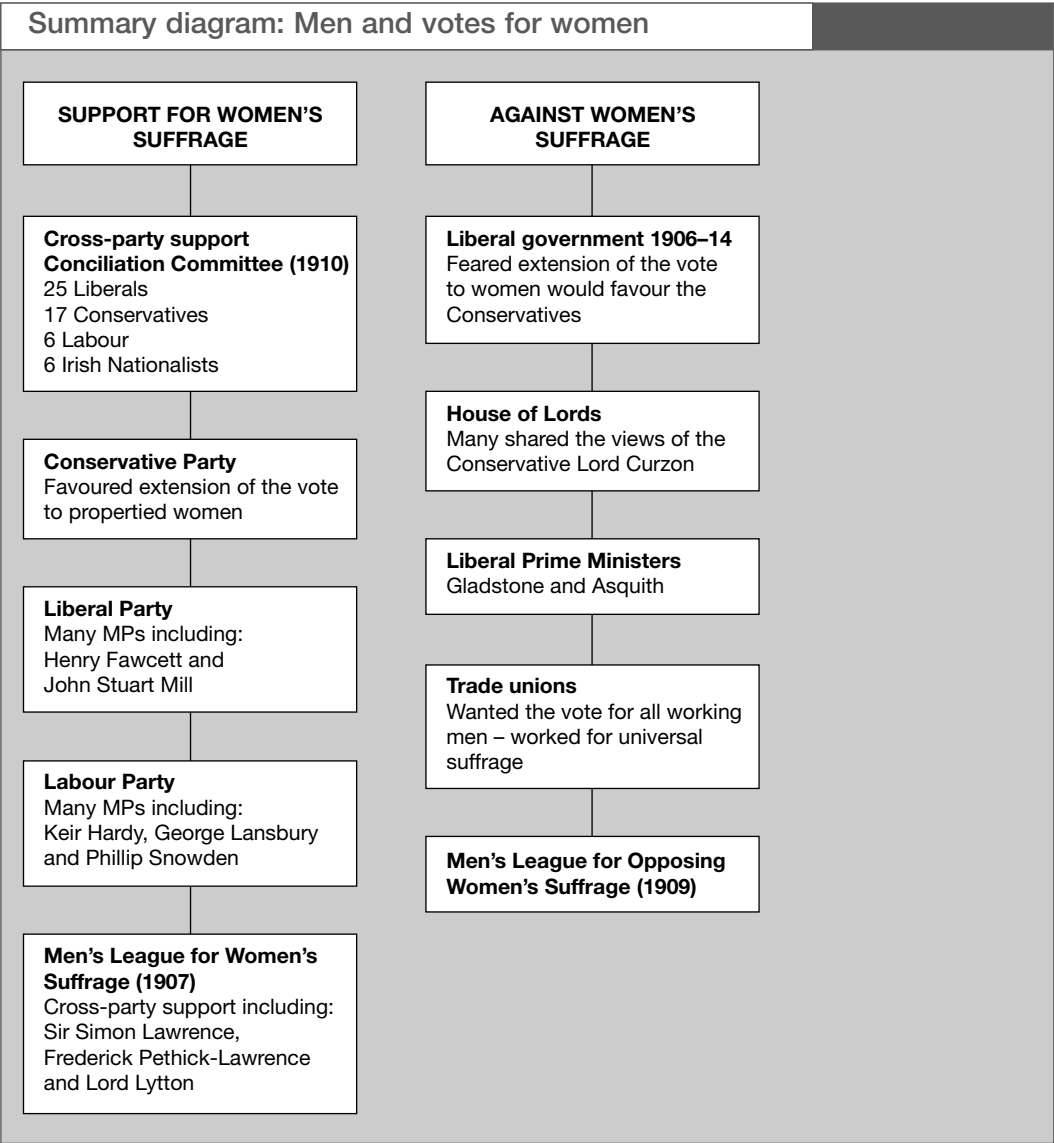 Summary diagram: Men and votes for women
SUPPORT FOR WOMEN'S
SUFFRAGE
Cross-party support
Conciliation Committee (1910)
25 Liberals
17 Conservatives
6 Labour
6 Irish Nationalists
Conservative Party
Favoured extension of the vote
to propertied women
Liberal Party
Many MPs including:
Henry Fawcett and
John Stuart Mill
Labour Party
Many MPs including:
Keir Hardy, George Lansbury
and Phillip Snowden
Men's League for Women's
Suffrage (1907)
Cross-party support including:
Sir Simon Lawrence,
Frederick Pethick-Lawrence
and Lord Lytton
AGAINST WOMEN'S
SUFFRAGE
Liberal government 1906–14
Feared extension of the vote
to women would favour the
Conservatives
House of Lords
Many shared the views of the
Conservative Lord Curzon
Liberal Prime Ministers
Gladstone and Asquith
Trade unions
Wanted the vote for all working
men – worked for universal
suffrage
Men's League for Opposing
Women's Suffrage (1909)